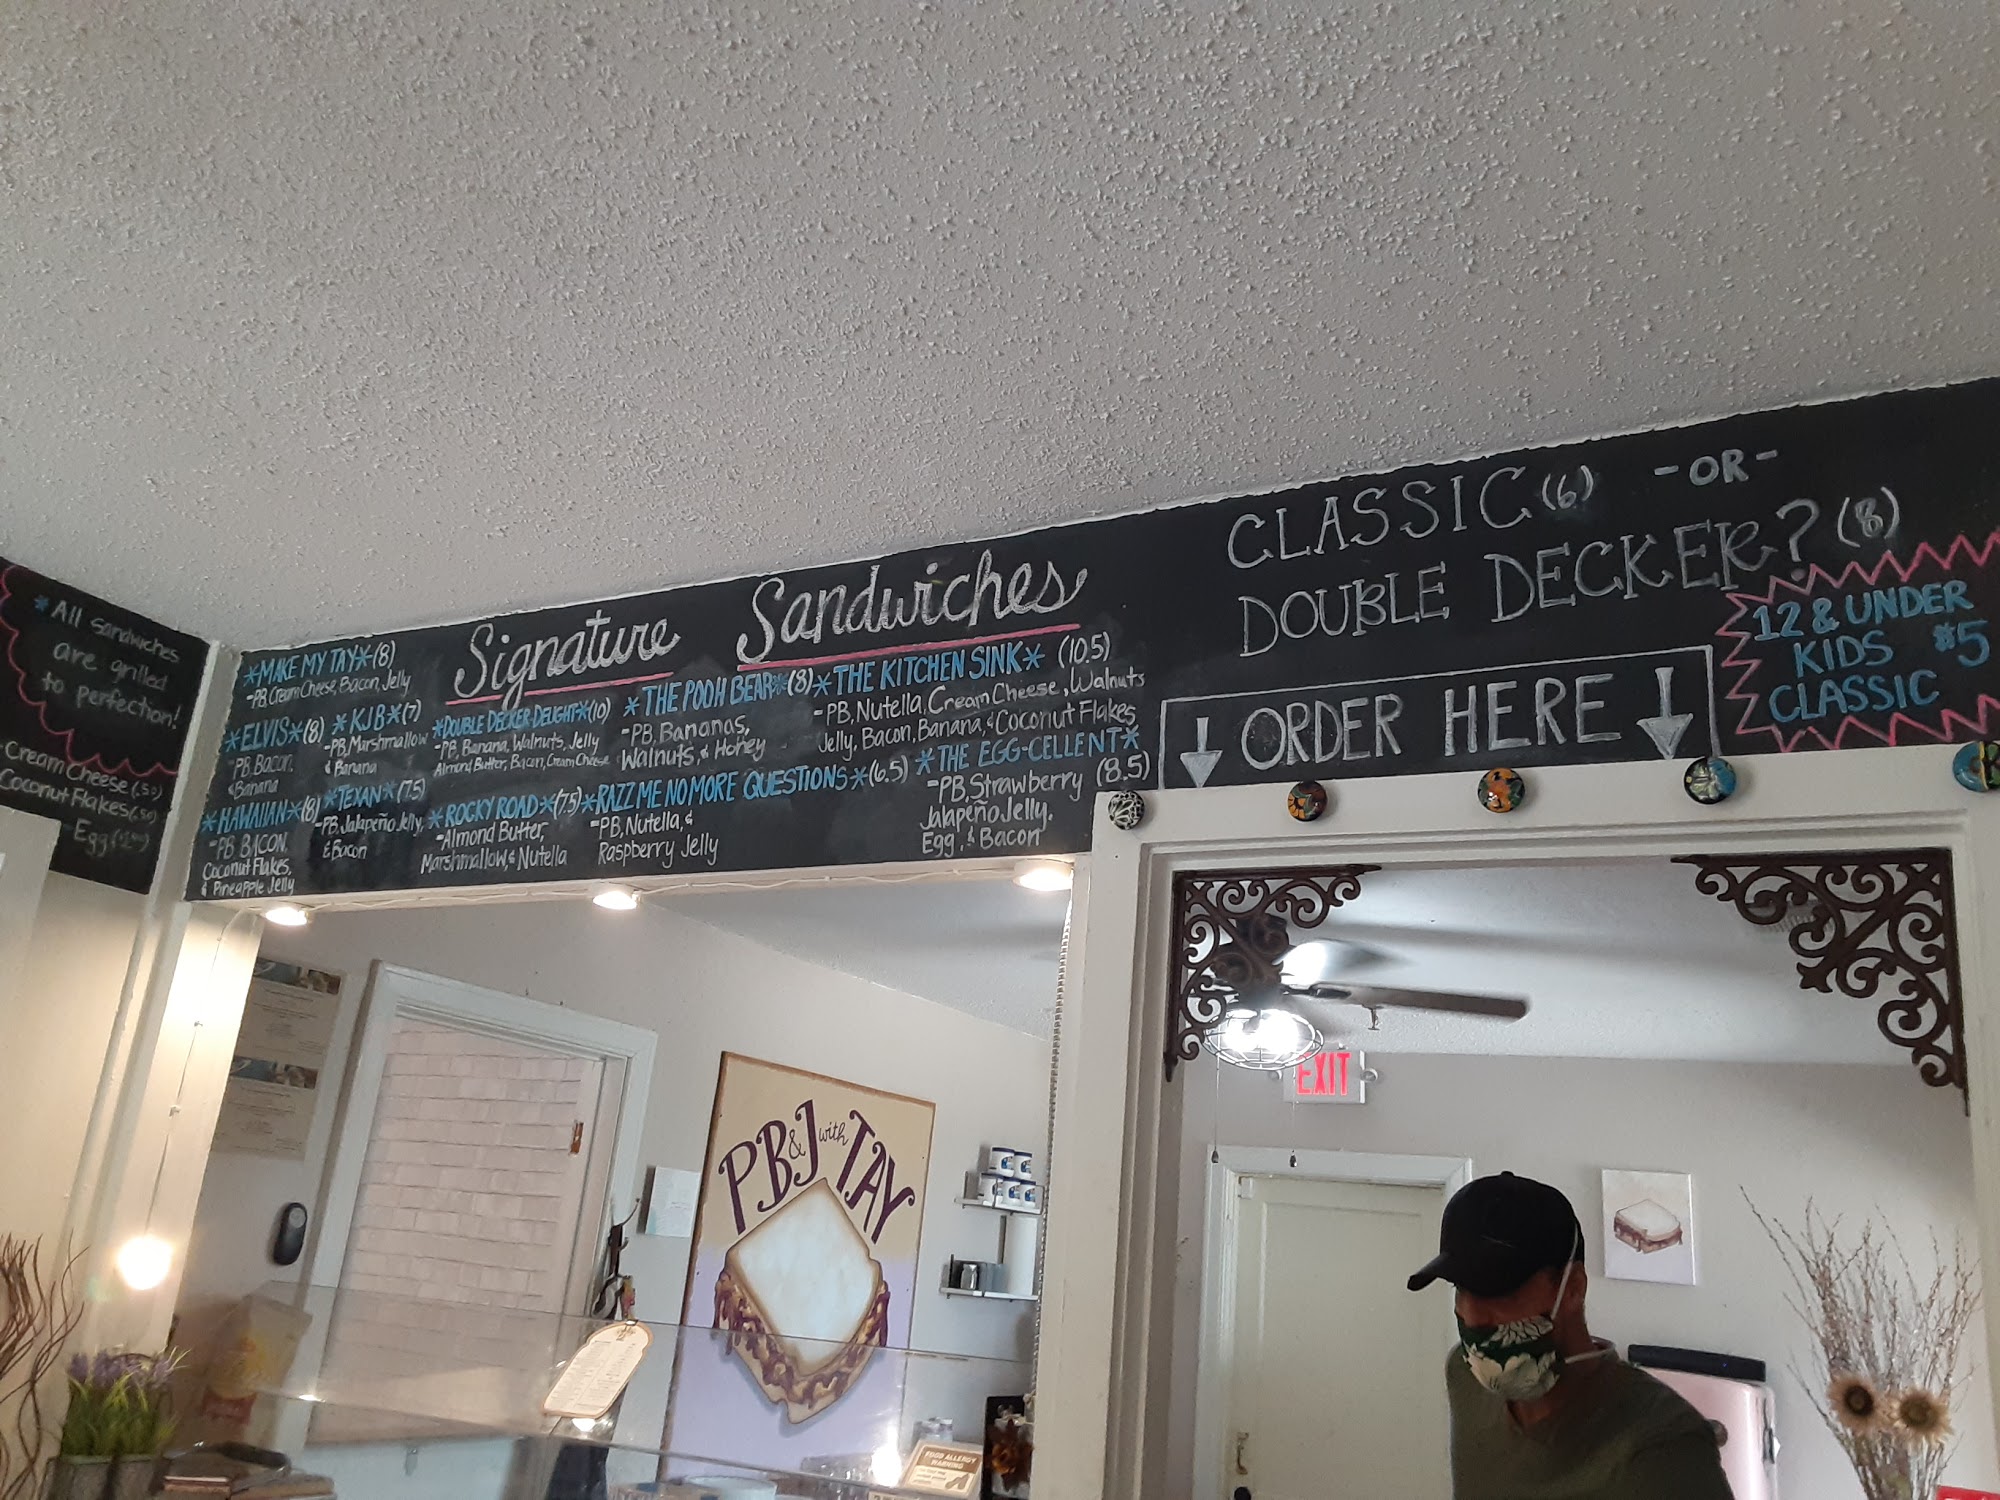 *All sandwiches
are grilled
to perfection!
Cream Cheese (.50)
Coconut Flakes (.50)
Egg
Signature Sandwiches
*MAKE MY TAY* (8)
-PB, Cream Cheese, Bacon, Jelly
*ELVIS* (8)
-PB, Bacon,
& Banana
*KJB* (7)
-PB, Marshmallow
& Banana
*DOUBLE DECKER DELIGHT* (10)
-PB, Banana, Walnuts, Jelly
Almond Butter, Bacon, Cream Cheese
*THE POOH BEAR* (8)
-PB, Bananas,
Walnuts, & Honey
*THE KITCHEN SINK* (10.5)
-PB, Nutella, Cream Cheese, Walnuts
Jelly, Bacon, Banana, & Coconut Flakes
*HAWAIIAN* (8)
-PB, BACON,
Coconut Flakes,
& Pineapple Jelly
*TEXAN* (7.5)
-PB, Jalapeño Jelly,
& Bacon
*ROCKY ROAD* (7.5)
-Almond Butter,
Marshmallow, & Nutella
*RAZZ ME NO MORE QUESTIONS* (6.5)
-PB, Nutella, &
Raspberry Jelly
*THE EGG-CELLENT* (8.5)
-PB, Strawberry
Jalapeño Jelly,
Egg, & Bacon
CLASSIC (6) -OR-
DOUBLE DECKER? (8)
ORDER HERE
12 & UNDER
KIDS $5
CLASSIC
PB&J with TAY
EXIT
FOOD ALLERGY
WARNING